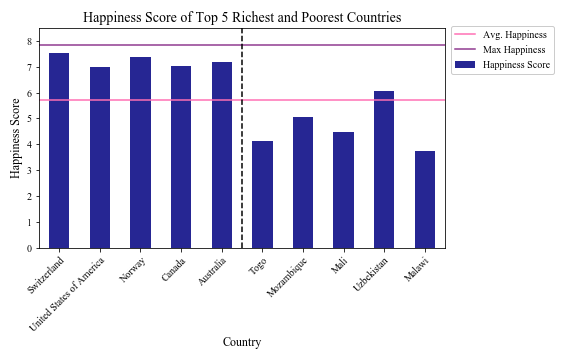 Happiness Score of Top 5 Richest and Poorest Countries
Avg. Happiness
Max Happiness
Happiness Score
Happiness Score
8
7
6
5
4
3
2
1
0
Switzerland
United States of America
Norway
Canada
Australia
Togo
Mozambique
Mali
Uzbekistan
Malawi
Country